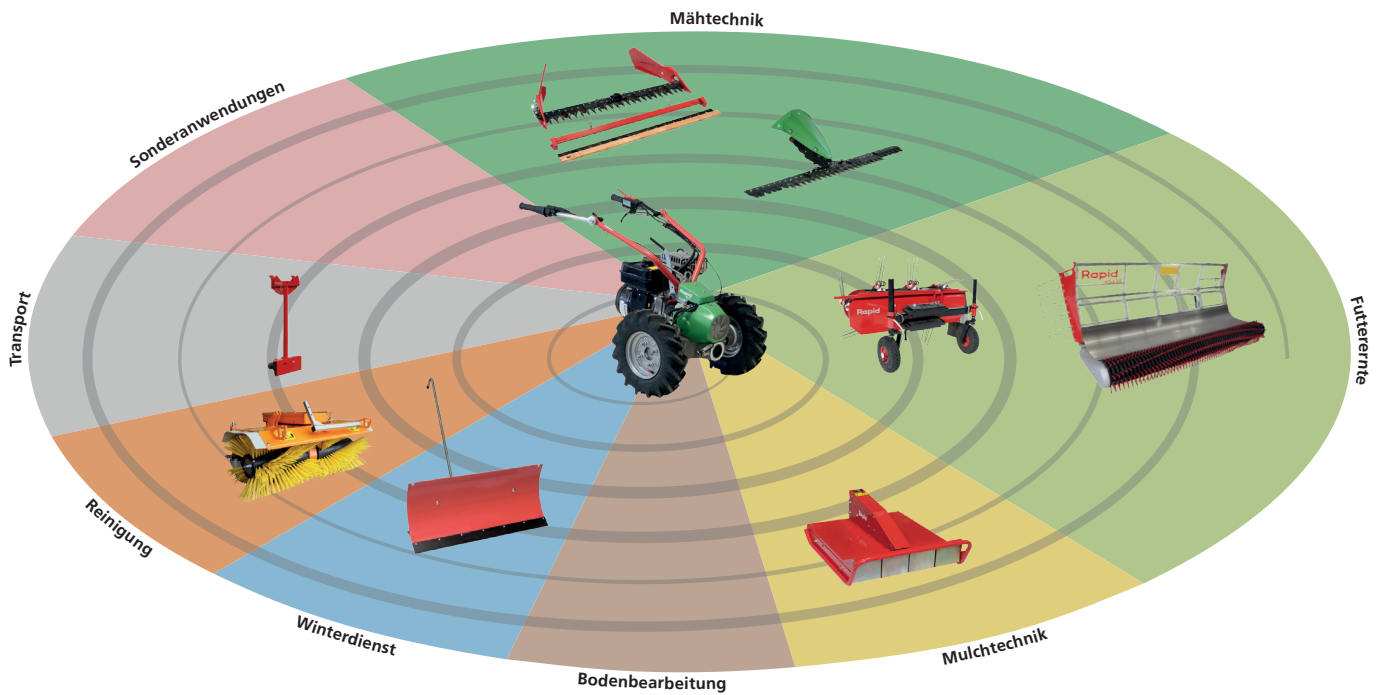 Mähtechnik
Sonderanwendungen
Transport
Futterernte
Rapid
Rapid
Reinigung
Winterdienst
Bodenbearbeitung
Mulchtechnik